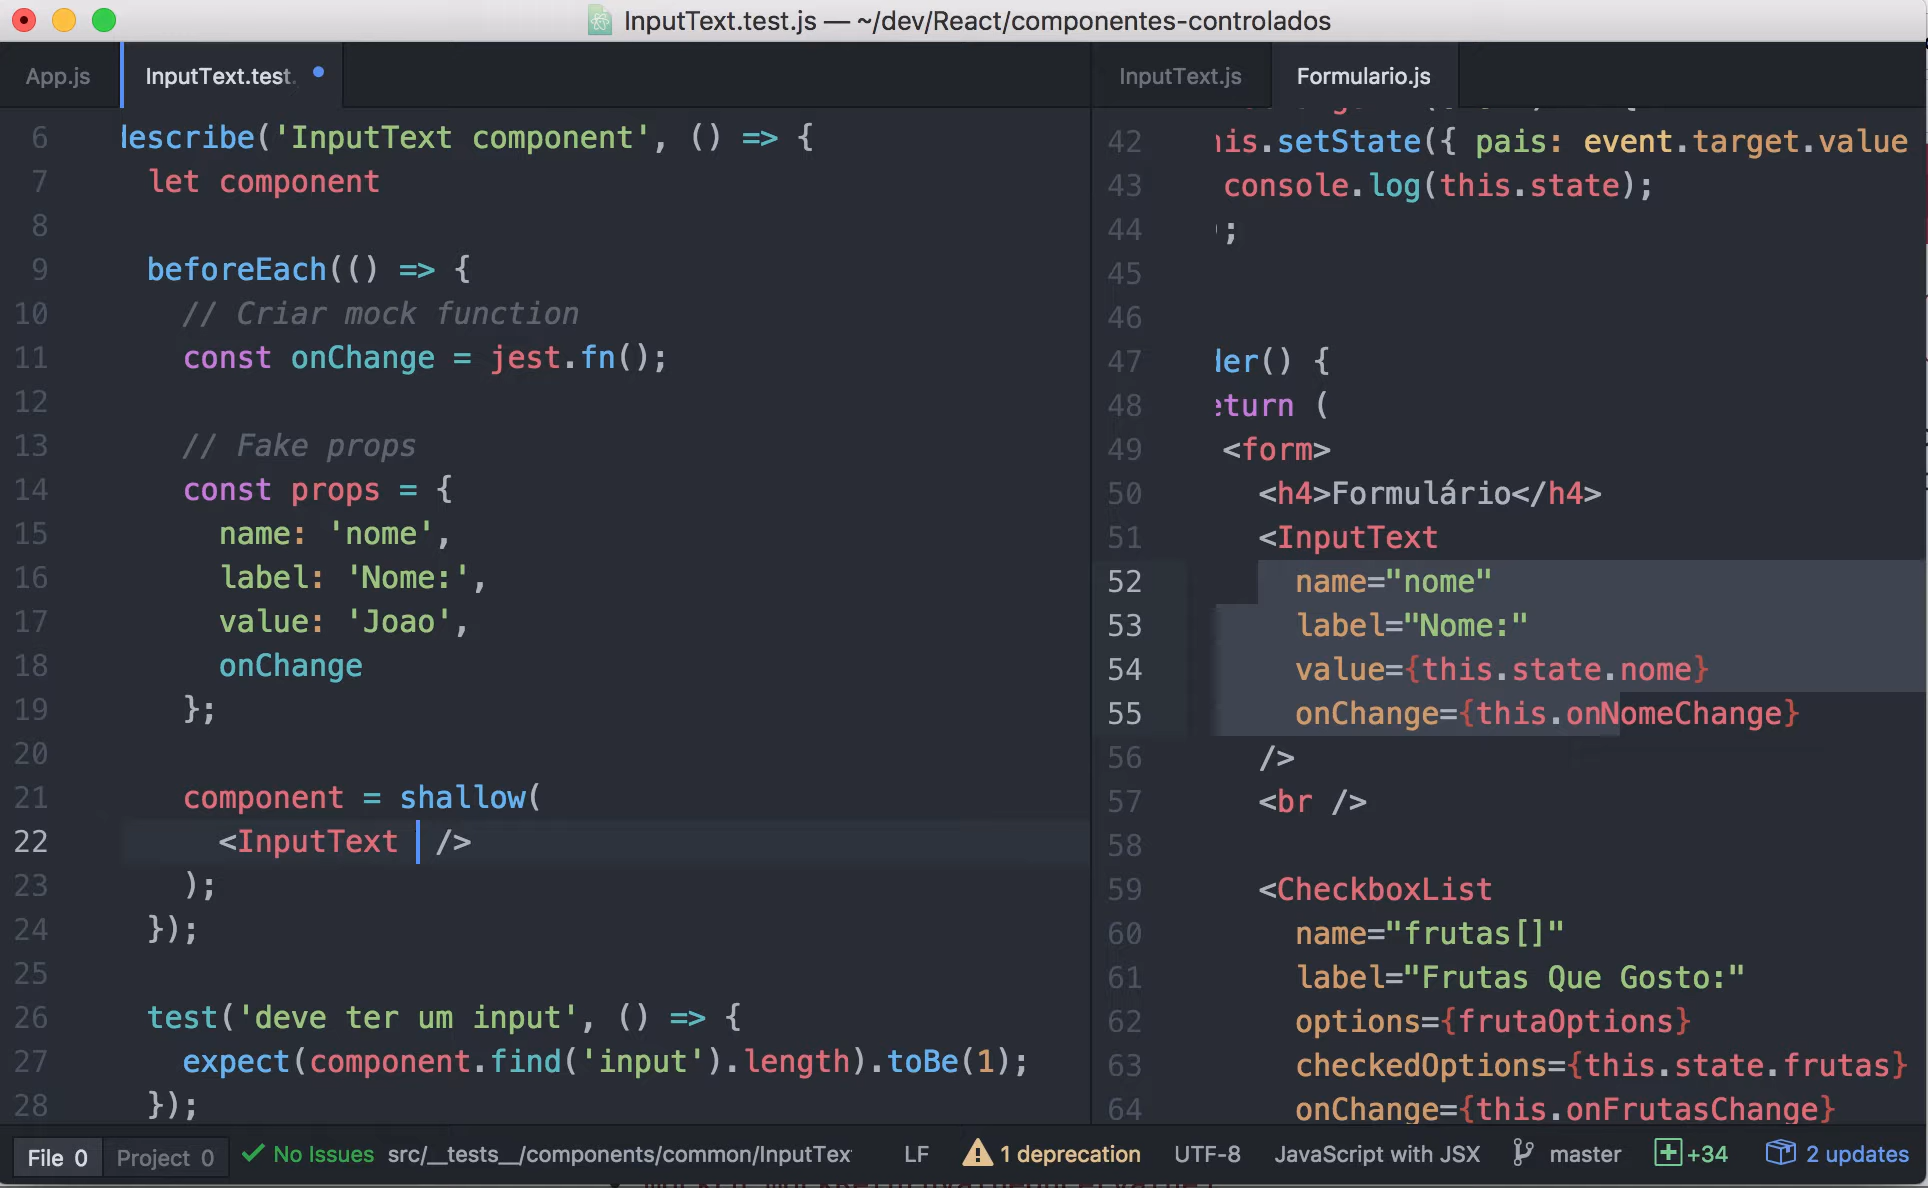 InputText.test.js — ~/dev/React/componentes-controlados
App.js
InputText.test.
6 describe('InputText component', () => {
7 let component
8
9 beforeEach(() => {
10 // Criar mock function
11 const onChange = jest.fn();
12
13 // Fake props
14 const props = {
15 name: 'nome',
16 label: 'Nome:',
17 value: 'Joao',
18 onChange
19 };
20
21 component = shallow(
22 <InputText />
23 );
24 });
25
26 test('deve ter um input', () => {
27 expect(component.find('input').length).toBe(1);
28 });
InputText.js
Formulario.js
42 his.setState({ pais: event.target.value
43 console.log(this.state);
44 ;
45
46
47 der() {
48 eturn (
49 <form>
50 <h4>Formulário</h4>
51 <InputText
52 name="nome"
53 label="Nome:"
54 value={this.state.nome}
55 onChange={this.onNomeChange}
56 />
57 <br />
58
59 <CheckboxList
60 name="frutas[]"
61 label="Frutas Que Gosto:"
62 options={frutaOptions}
63 checkedOptions={this.state.frutas}
64 onChange={this.onFrutasChange}
File 0 Project 0 No Issues src/__tests__/components/common/InputTex LF 1 deprecation UTF-8 JavaScript with JSX master +34 2 updates